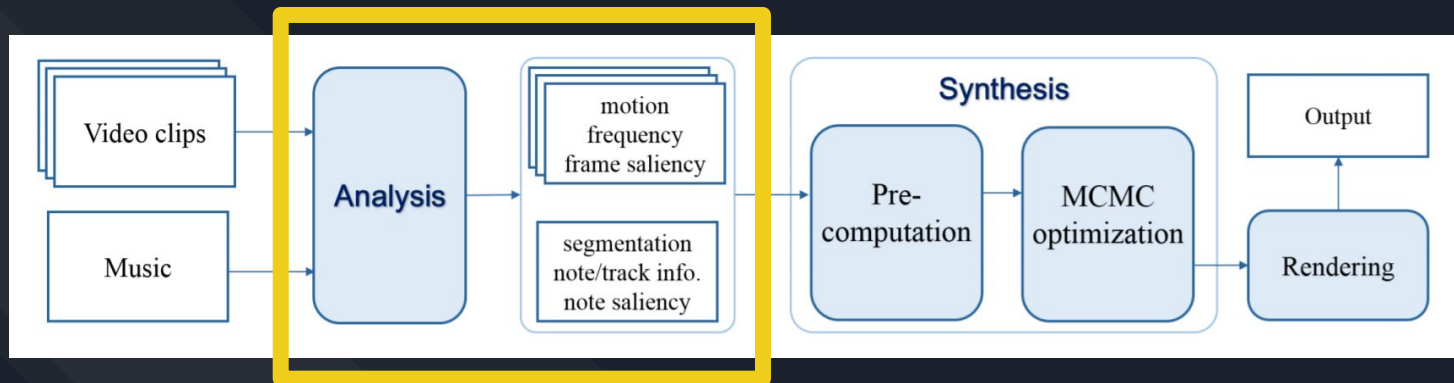 Video clips
Music
Analysis
motion
frequency
frame saliency
segmentation
note/track info.
note saliency
Synthesis
Pre-
computation
MCMC
optimization
Output
Rendering